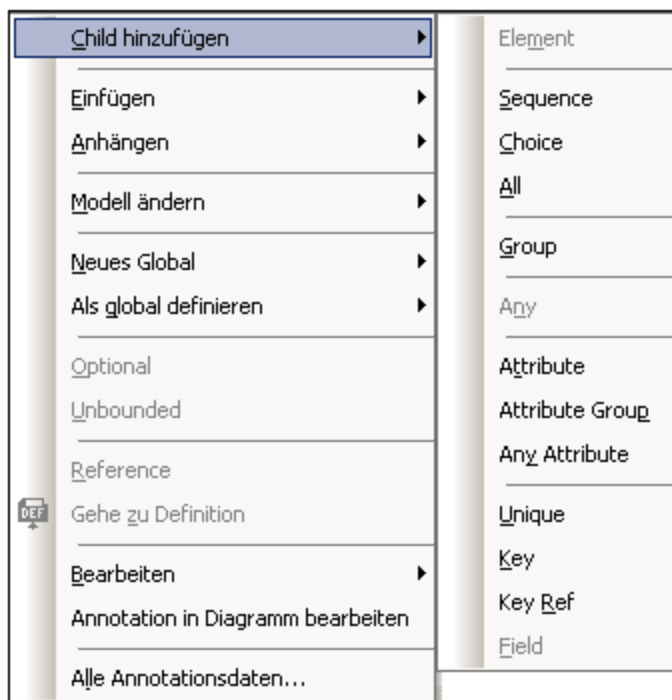 Child hinzufügen
Einfügen
Anhängen
Modell ändern
Neues Global
Als global definieren
Optional
Unbounded
Reference
DEF
Gehe zu Definition
Bearbeiten
Annotation in Diagramm bearbeiten
Alle Annotationsdaten...
Element
Sequence
Choice
All
Group
Any
Attribute
Attribute Group
Any Attribute
Unique
Key
Key Ref
Field